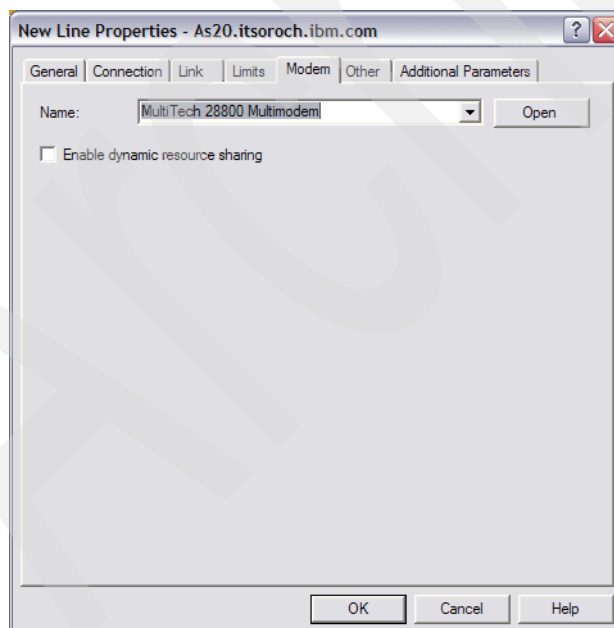 New Line Properties - As20.itsoroch.ibm.com
General Connection Link Limits Modem Other Additional Parameters
Name: MultiTech 28800 Multimodem Open
Enable dynamic resource sharing
OK Cancel Help